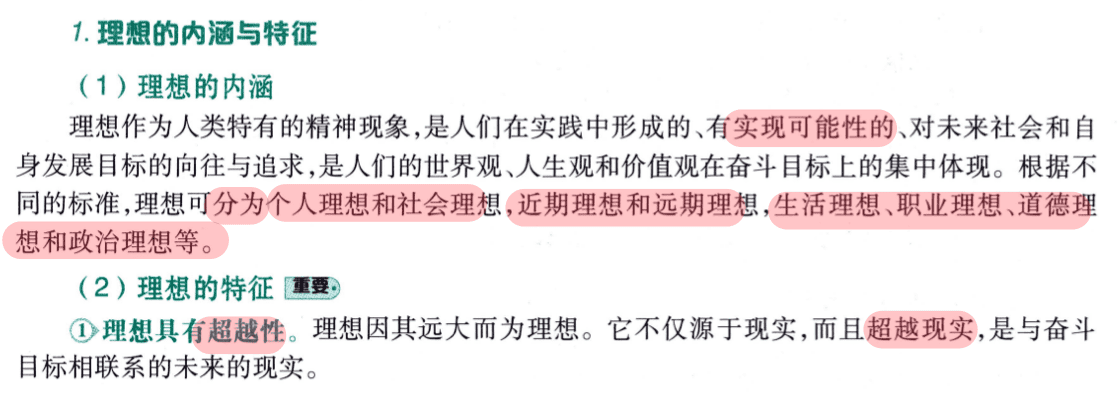 1. 理想的内涵与特征
（1）理想的内涵
理想作为人类特有的精神现象，是人们在实践中形成的、有实现可能性的、对未来社会和自
身发展目标的向往与追求，是人们的世界观、人生观和价值观在奋斗目标上的集中体现。根据不
同的标准，理想可分为个人理想和社会理想，近期理想和远期理想，生活理想、职业理想、道德理
想和政治理想等。
（2）理想的特征 重要
①理想具有超越性。理想因其远大而为理想。它不仅源于现实，而且超越现实，是与奋斗
目标相联系的未来的现实。